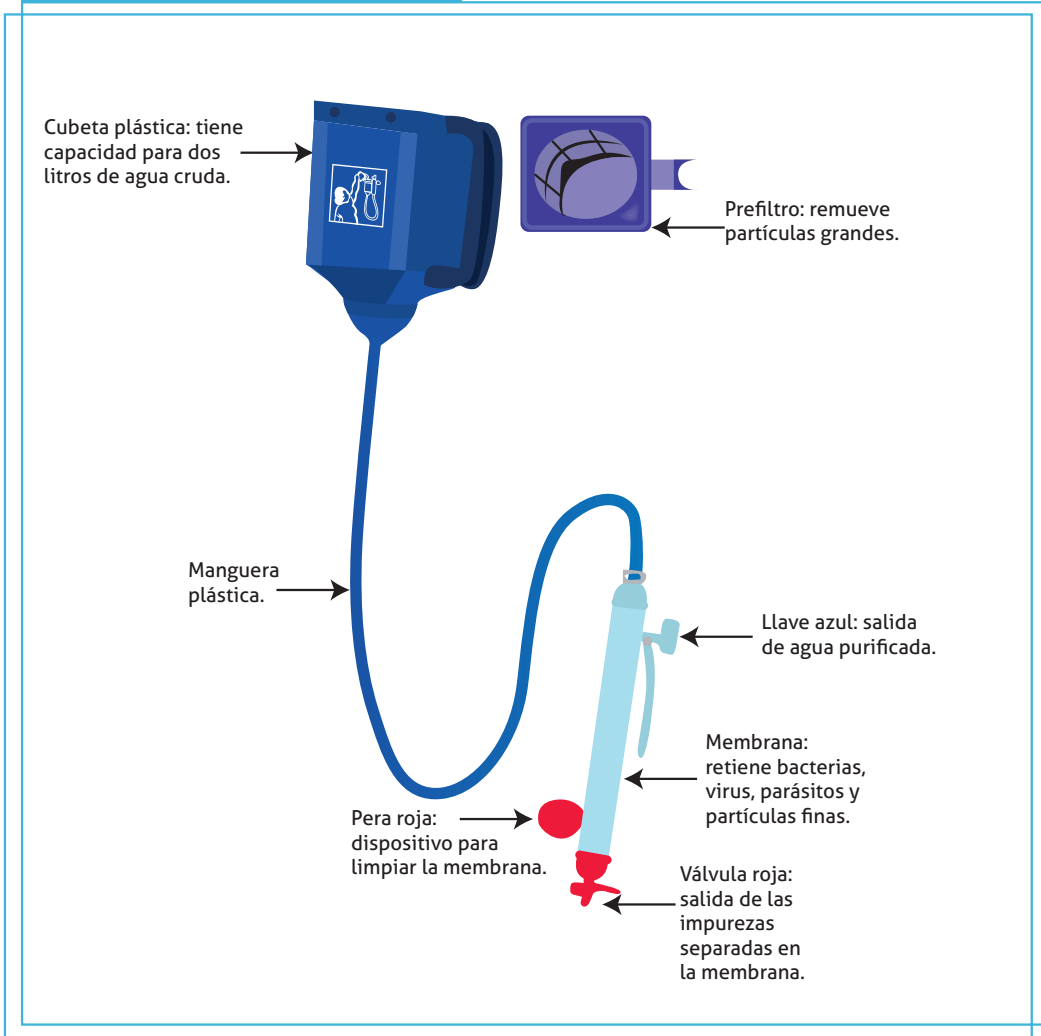 Cubeta plástica: tiene
capacidad para dos
litros de agua cruda.
Prefiltro: remueve
partículas grandes.
Manguera
plástica.
Llave azul: salida
de agua purificada.
Membrana:
retiene bacterias,
virus, parásitos y
partículas finas.
Pera roja:
dispositivo para
limpiar la membrana.
Válvula roja:
salida de las
impurezas
separadas en
la membrana.